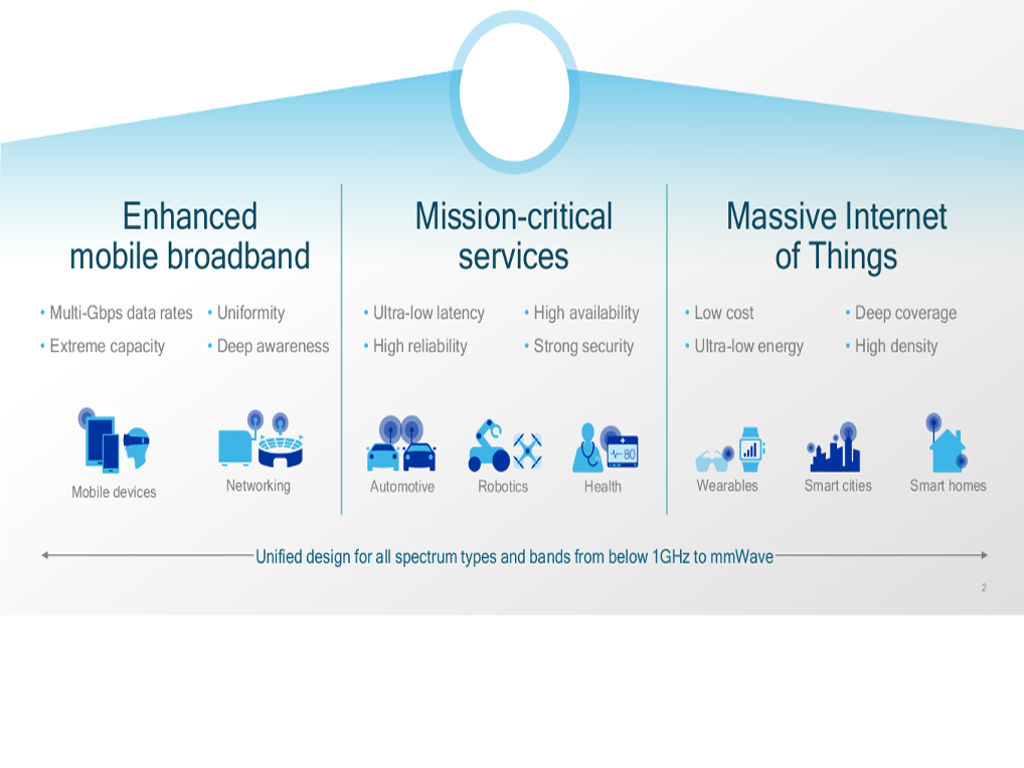 Enhanced
mobile broadband
• Multi-Gbps data rates • Uniformity
• Extreme capacity • Deep awareness
Mobile devices
Networking
Mission-critical
services
• Ultra-low latency • High availability
• High reliability • Strong security
80
Automotive
Robotics
Health
Massive Internet
of Things
• Low cost • Deep coverage
• Ultra-low energy • High density
Wearables
Smart cities
Smart homes
Unified design for all spectrum types and bands from below 1GHz to mmWave
2